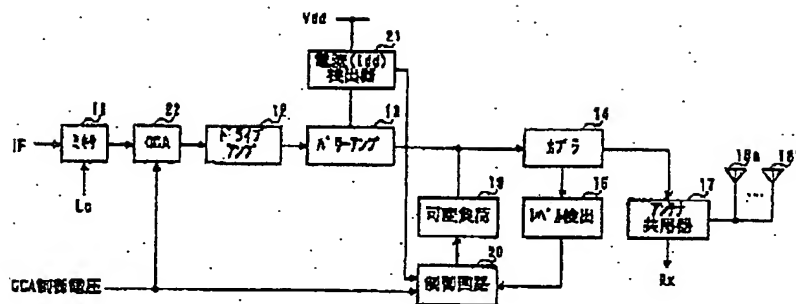 Vdd
21
電流(Idd)
検出器
11
22
12
13
14
IF
ミキサ
GCA
ドライブ
アンプ
パワーアンプ
カプラ
18a
18
...
19
16
17
Lo
可変負荷
レベル検出
アンテナ
共用器
20
GCA制御電圧
制御回路
Rx